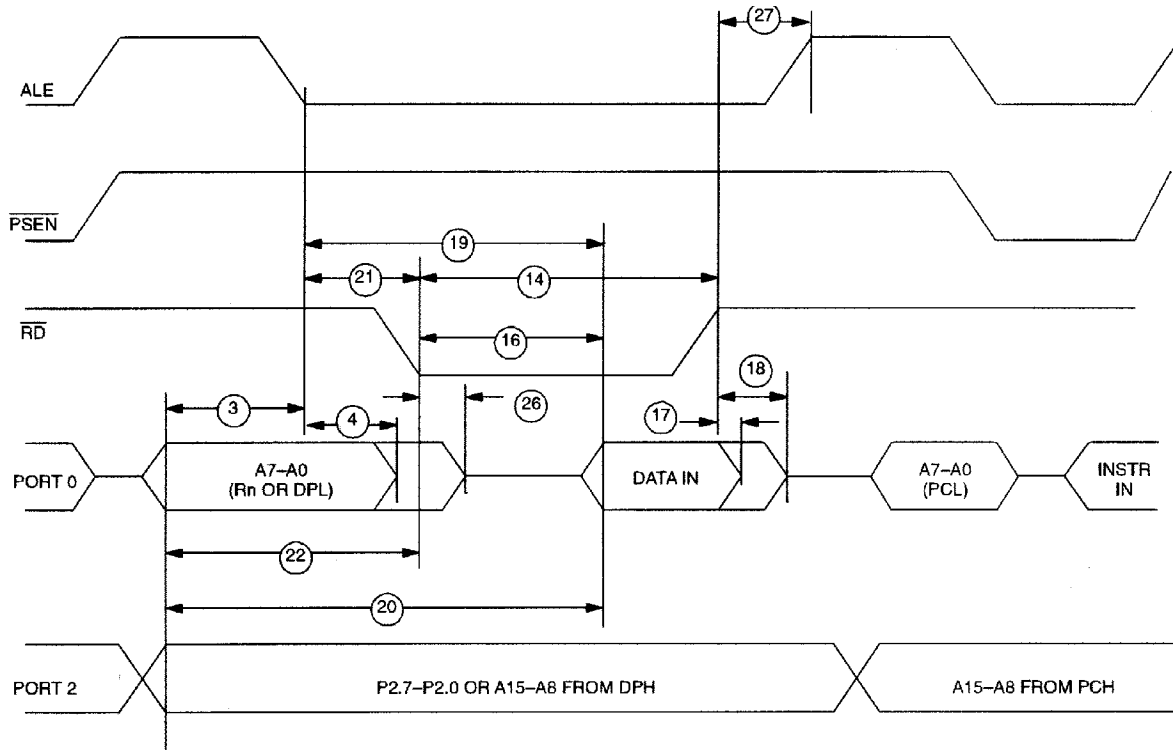 27
ALE
PSEN
19
21
14
RD
16
18
3
4
26
17
PORT 0
A7–A0
(Rn OR DPL)
DATA IN
A7–A0
(PCL)
INSTR
IN
22
20
PORT 2
P2.7–P2.0 OR A15–A8 FROM DPH
A15–A8 FROM PCH